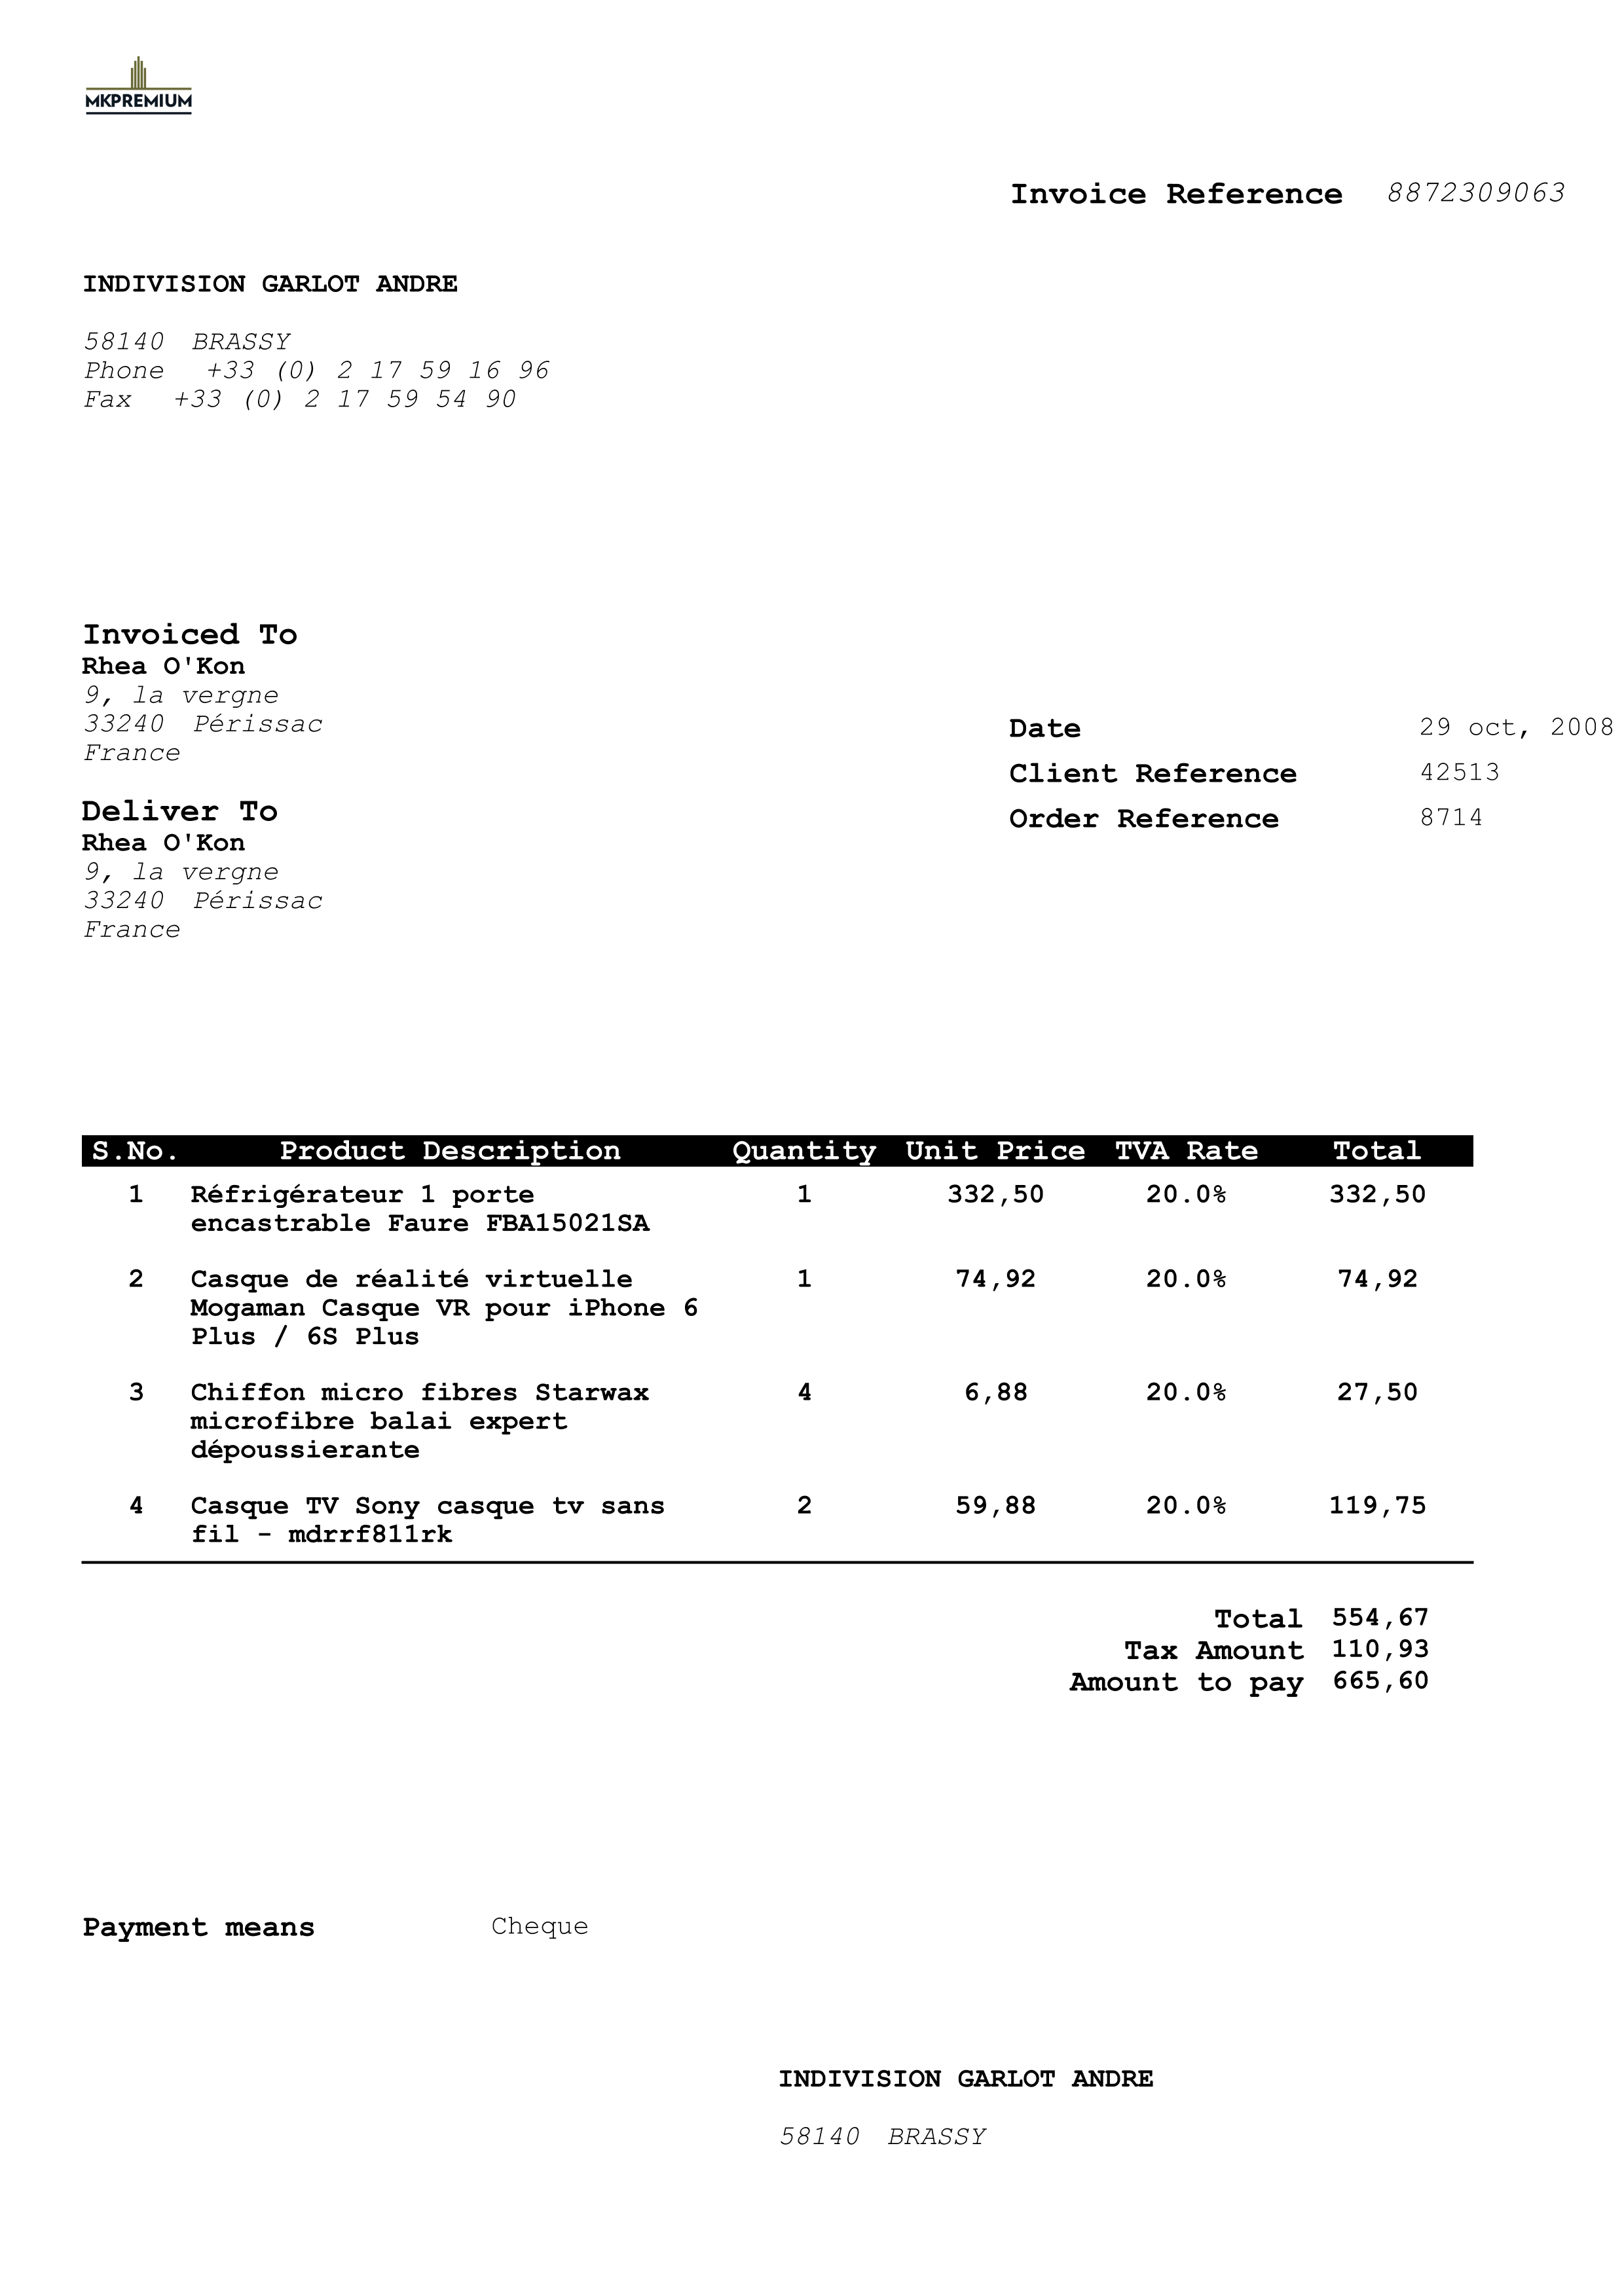 MKPREMIUM
Invoice Reference 8872309063
INDIVISION GARLOT ANDRE
58140 BRASSY
Phone +33 (0) 2 17 59 16 96
Fax +33 (0) 2 17 59 54 90
Invoiced To
Rhea O'Kon
9, la vergne
33240 Périssac
France
Date 29 oct, 2008
Client Reference 42513
Order Reference 8714
Deliver To
Rhea O'Kon
9, la vergne
33240 Périssac
France
S.No. Product Description Quantity Unit Price TVA Rate Total
1 Réfrigérateur 1 porte 1 332,50 20.0% 332,50
encastrable Faure FBA15021SA
2 Casque de réalité virtuelle 1 74,92 20.0% 74,92
Mogaman Casque VR pour iPhone 6
Plus / 6S Plus
3 Chiffon micro fibres Starwax 4 6,88 20.0% 27,50
microfibre balai expert
dépoussierante
4 Casque TV Sony casque tv sans 2 59,88 20.0% 119,75
fil - mdrrf811rk
Total 554,67
Tax Amount 110,93
Amount to pay 665,60
Payment means Cheque
INDIVISION GARLOT ANDRE
58140 BRASSY